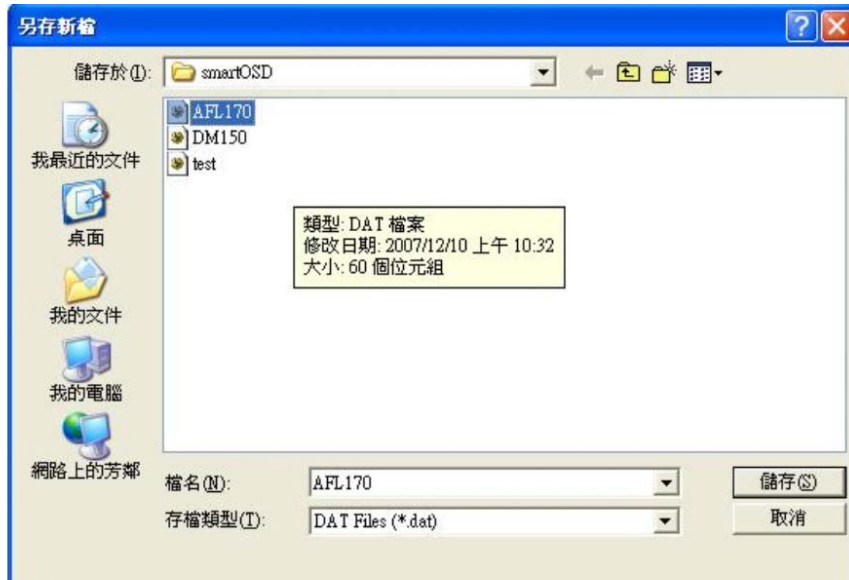 另存新檔
儲存於(I):
smartOSD
我最近的文件
桌面
我的文件
我的電腦
網路上的芳鄰
AFL170
DM150
test
類型: DAT 檔案
修改日期: 2007/12/10 上午 10:32
大小: 60 個位元組
檔名(N):
AFL170
儲存(S)
存檔類型(T):
DAT Files (*.dat)
取消